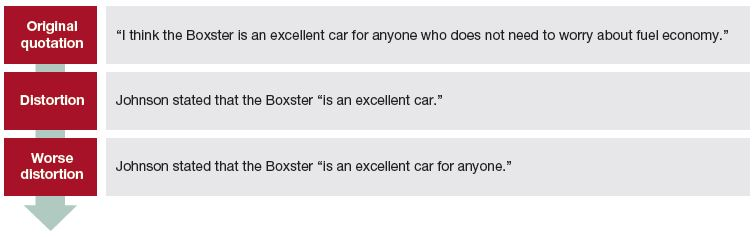 Original
quotation
“I think the Boxster is an excellent car for anyone who does not need to worry about fuel economy.”
Distortion
Johnson stated that the Boxster “is an excellent car.”
Worse
distortion
Johnson stated that the Boxster “is an excellent car for anyone.”